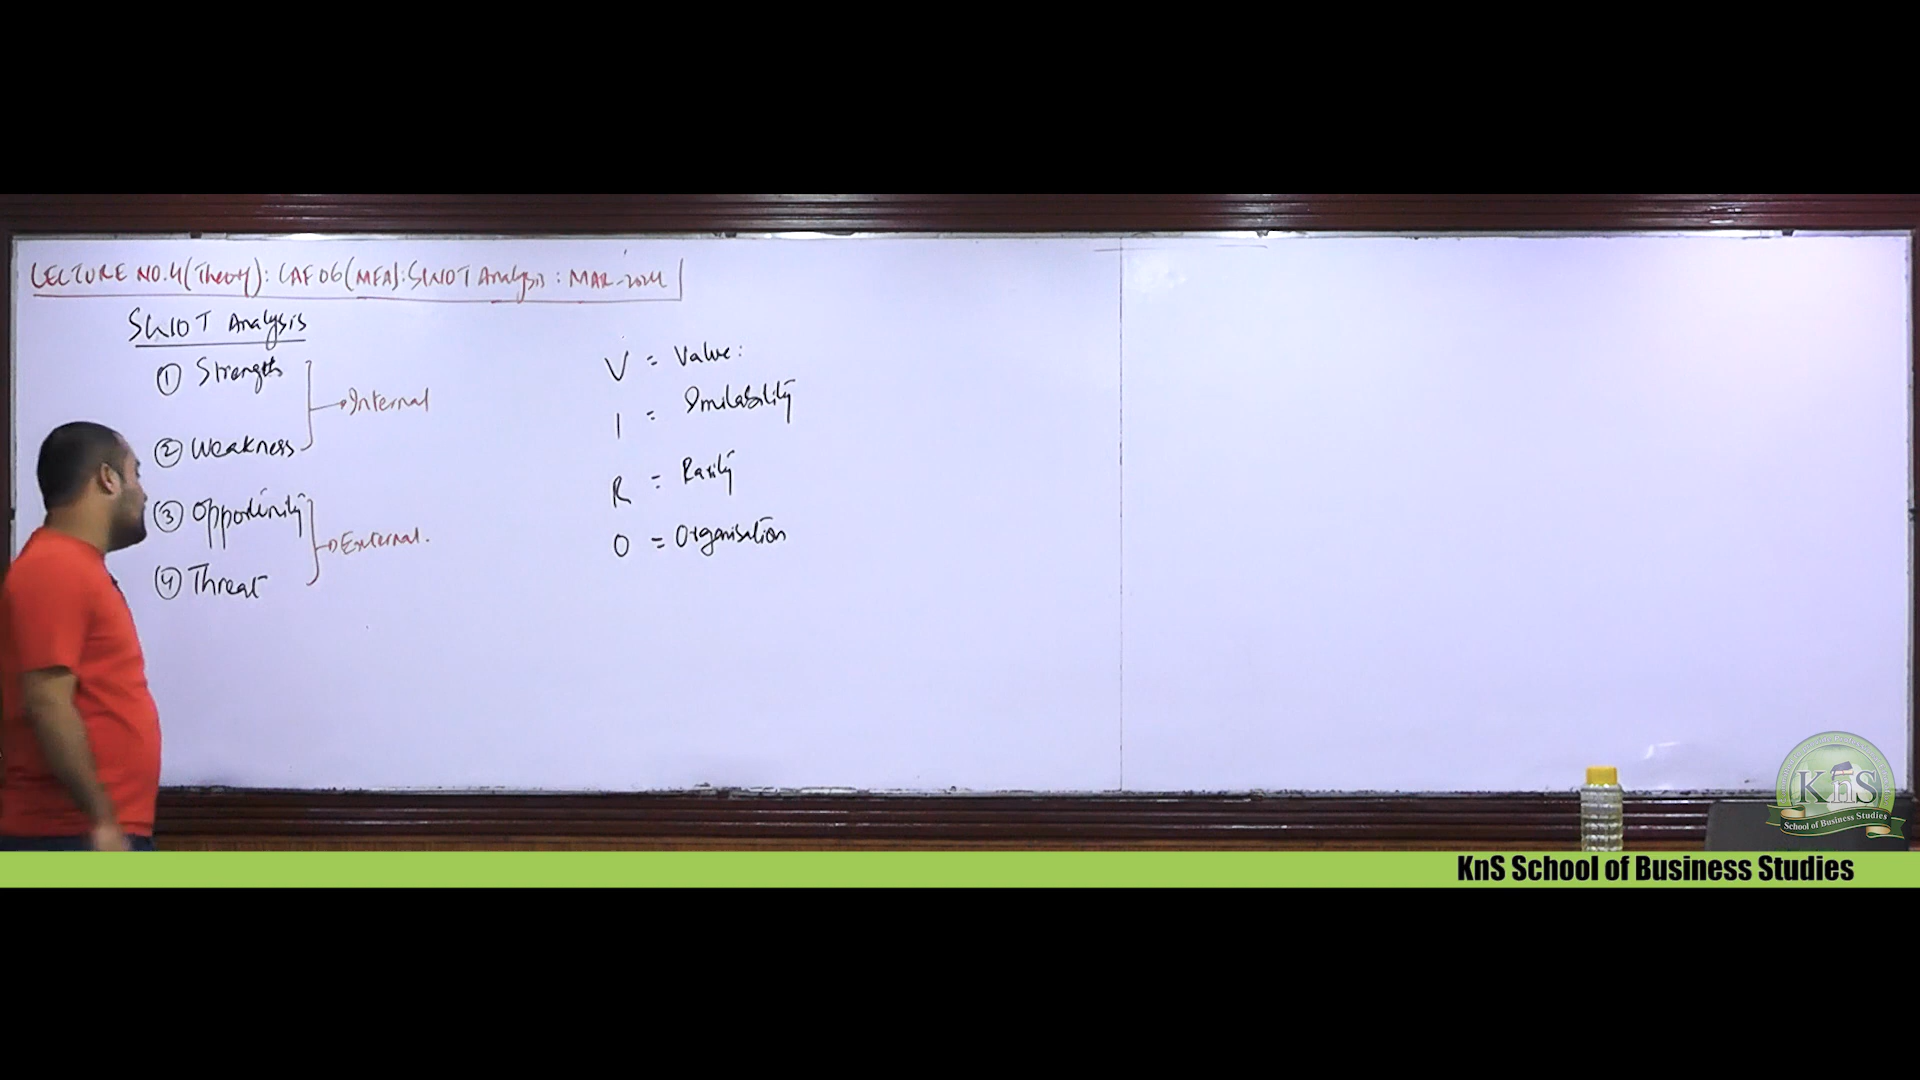 LECTURE NO.4(Theory): CAF 06(MFA): SWOT Analysis : MAR-2024
SWOT Analysis
① Strength
② Weakness
Internal
③ Opportunity
④ Threat
External.
V = Value:
I = Imitability
R = Rarity
O = Organisation
KnS
School of Business Studies
KnS School of Business Studies